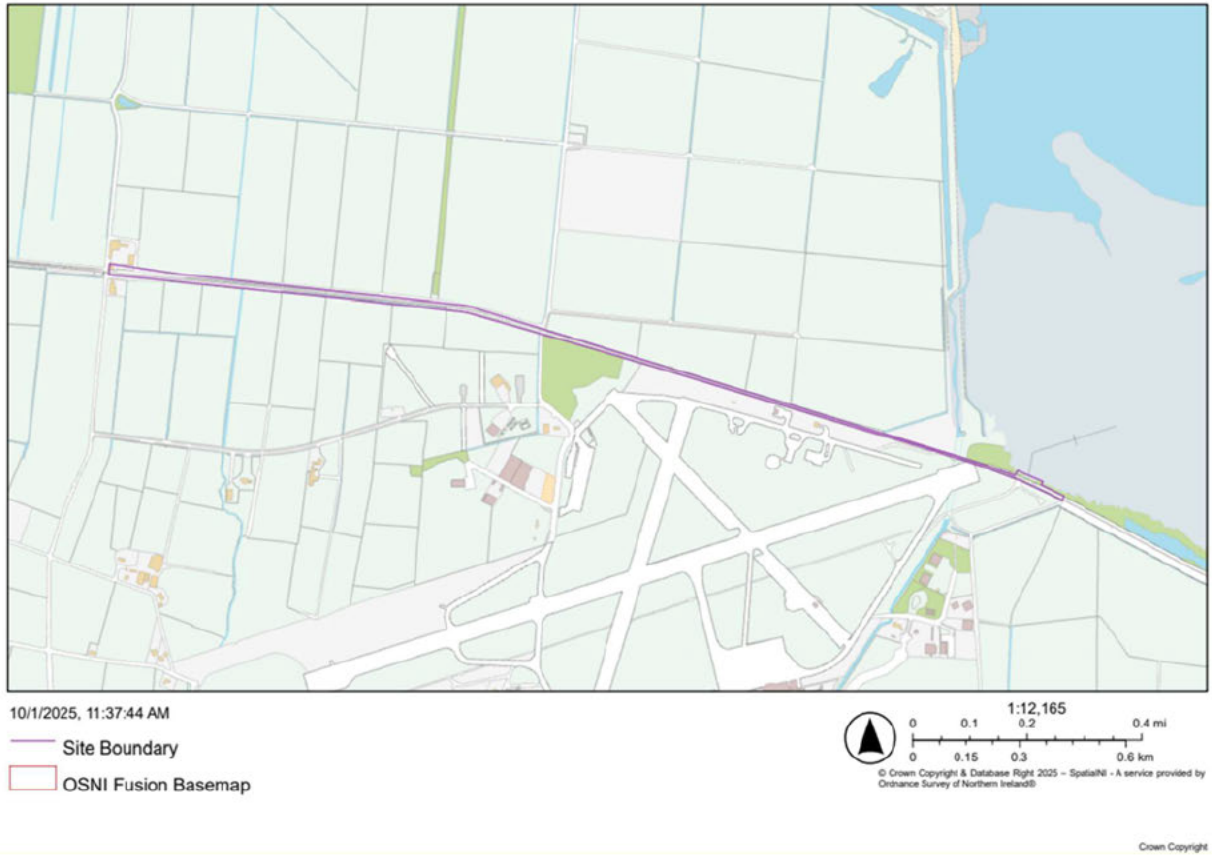 10/1/2025, 11:37:44 AM
Site Boundary
OSNI Fusion Basemap
1:12,165
0 0.1 0.2 0.4 mi
0 0.15 0.3 0.6 km
© Crown Copyright & Database Right 2025 – SpatialNI - A service provided by
Ordnance Survey of Northern Ireland®
Crown Copyright